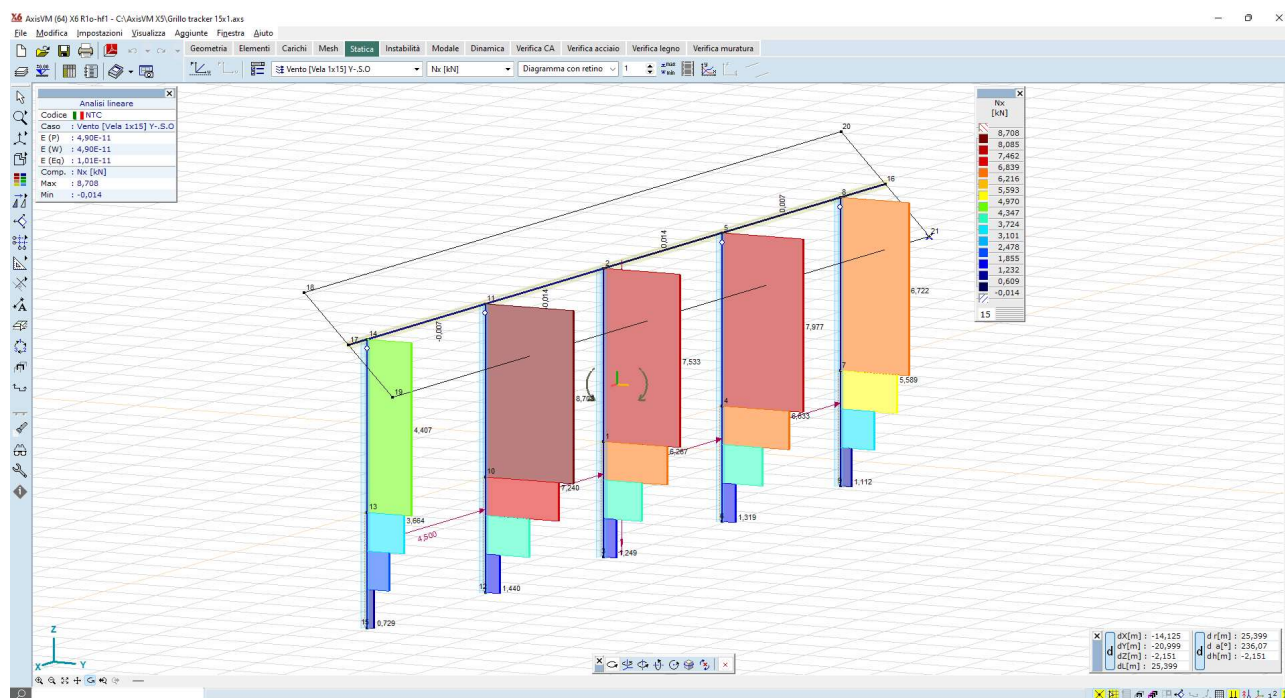 AxisVM (64) X6 R1o-hf1 - C:\AxisVM X5\Grillo tracker 15x1.axs
File Modifica Impostazioni Visualizza Aggiunte Finestra Aiuto
Geometria Elementi Carichi Mesh Statica Instabilità Modale Dinamica Verifica CA Verifica acciaio Verifica legno Verifica muratura
Vento [Vela 1x15] Y-.S.O Nx [kN] Diagramma con retino 1
Analisi lineare
Codice NTC
Caso : Vento [Vela 1x15] Y-.S.O
E (P) : 4,90E-11
E (W) : 4,90E-11
E (Eq) : 1,01E-11
Comp. : Nx [kN]
Max : 8,708
Min : -0,014
Nx
[kN]
8,708
8,085
7,462
6,839
6,216
5,593
4,970
4,347
3,724
3,101
2,478
1,855
1,232
0,609
-0,014
15
20
16
8
-0,007
21
5
-0,014
18
2
6,722
11
-0,014
7,977
17 14
-0,007
7,533
7
5,589
19
4
6,833
4,407
1
6,267
10
7,240
1,112
13
3,664
4,500
1,319
1,249
12
1,440
0,729
Z
X
Y
dX[m] : -14,125
dY[m] : -20,999
dZ[m] : -2,151
dL[m] : 25,399
d r[m] : 25,399
d a[°] : 236,07
d h[m] : -2,151